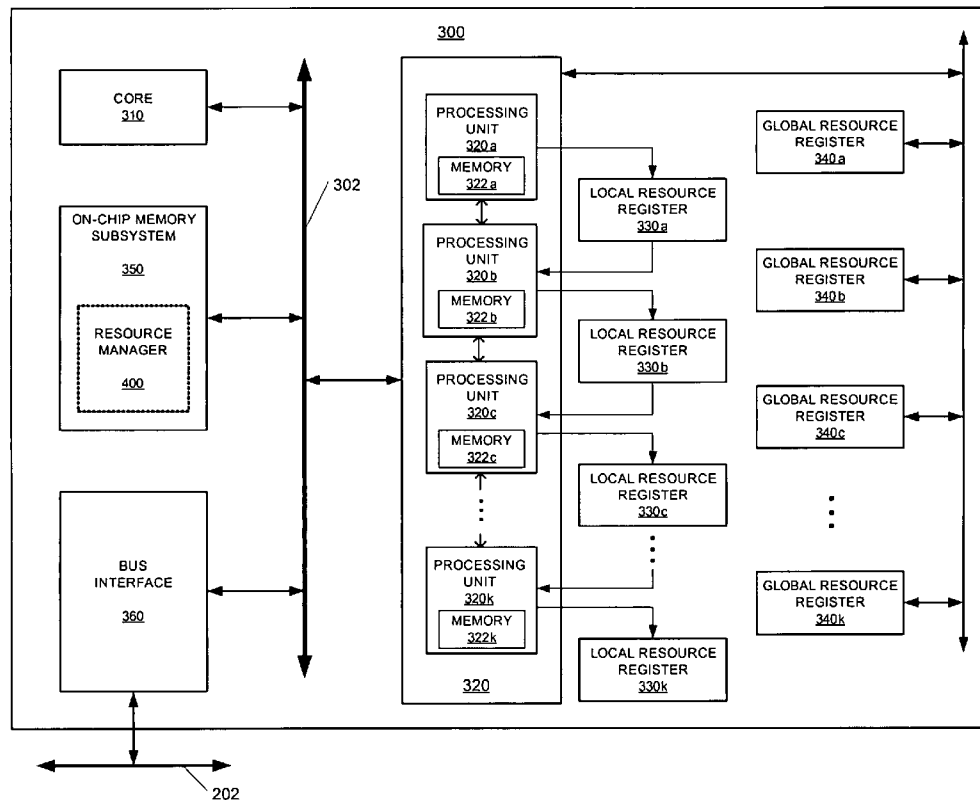 300
CORE
310
302
ON-CHIP MEMORY
SUBSYSTEM
350
RESOURCE
MANAGER
400
BUS
INTERFACE
360
202
PROCESSING
UNIT
320a
MEMORY
322a
PROCESSING
UNIT
320b
MEMORY
322b
PROCESSING
UNIT
320c
MEMORY
322c
PROCESSING
UNIT
320k
MEMORY
322k
320
LOCAL RESOURCE
REGISTER
330a
LOCAL RESOURCE
REGISTER
330b
LOCAL RESOURCE
REGISTER
330c
LOCAL RESOURCE
REGISTER
330k
GLOBAL RESOURCE
REGISTER
340a
GLOBAL RESOURCE
REGISTER
340b
GLOBAL RESOURCE
REGISTER
340c
GLOBAL RESOURCE
REGISTER
340k